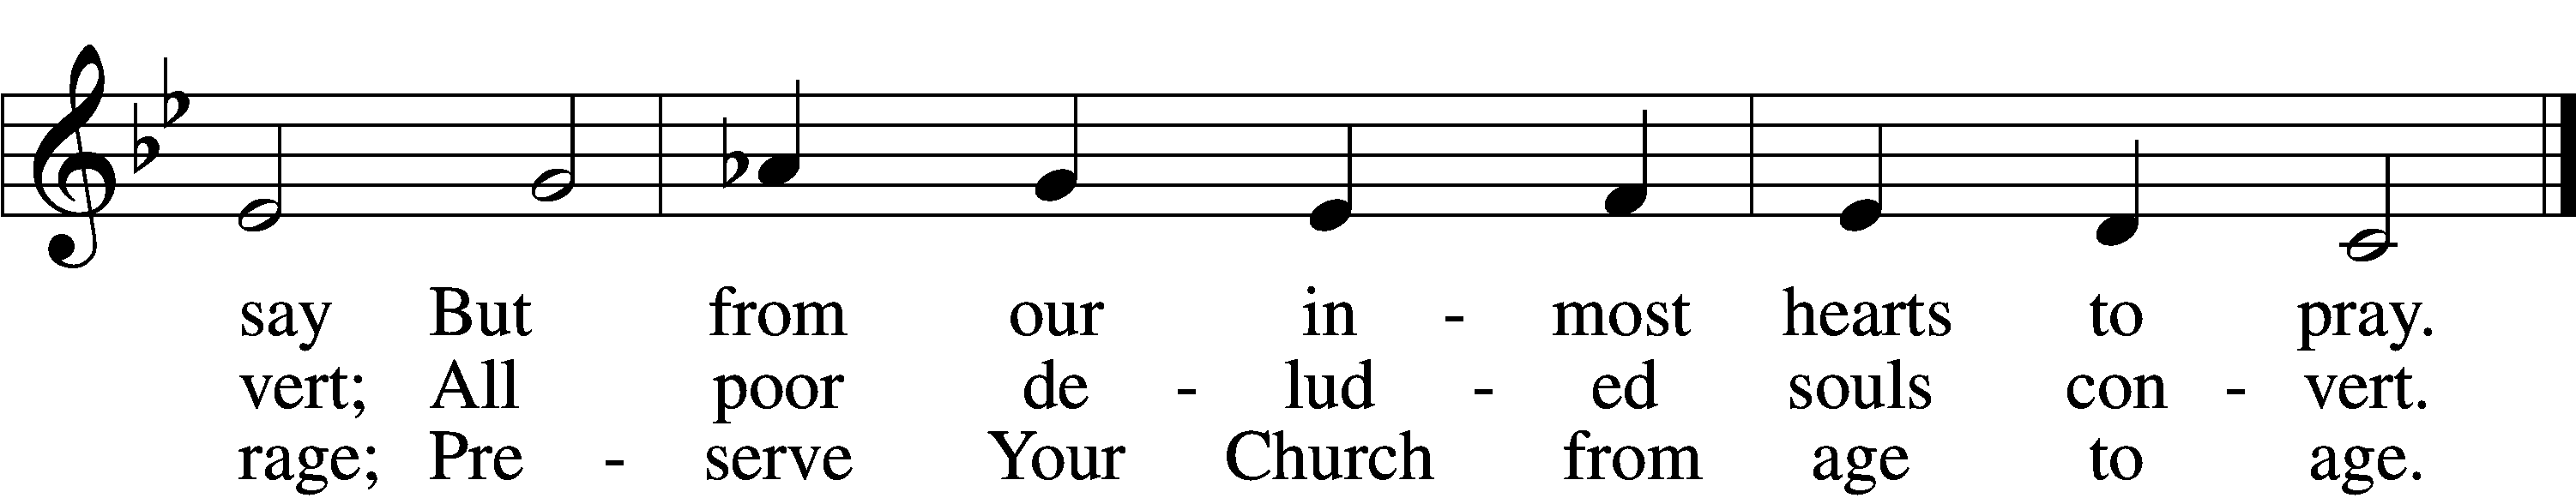 say But from our in - most hearts to pray.
vert; All poor de - lud - ed souls con - vert.
rage; Pre - serve Your Church from age to age.